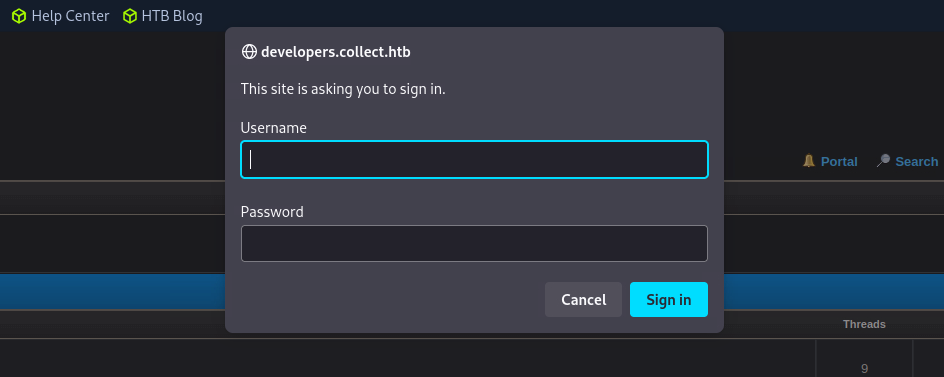 Help Center HTB Blog
developers.collect.htb
This site is asking you to sign in.
Username
Portal Search
Password
Cancel Sign in
Threads
9